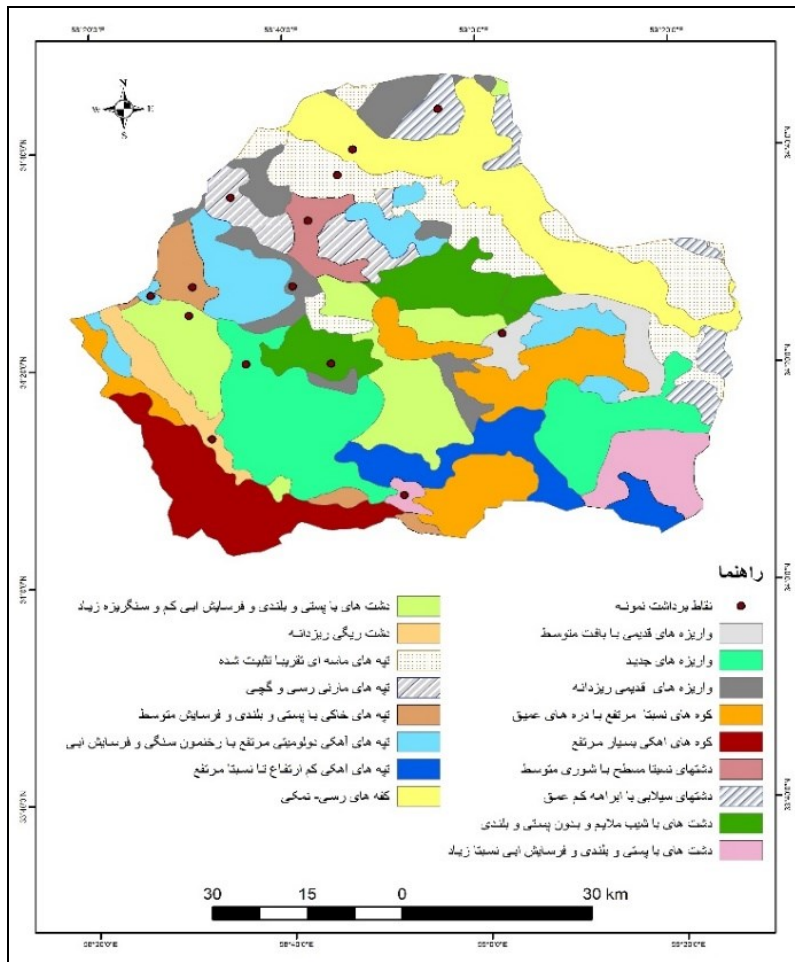 N
W E
S
راهنما
نقاط برداشت نمونه
واریزه های قدیمی با بافت متوسط
واریزه های جدید
واریزه های قدیمی ریزدانه
کوه های نسبتا مرتفع با دره های عمیق
کوه های اهکی بسیار مرتفع
دشتهای نسبتا مسطح با شوری متوسط
دشتهای سیلابی با ابراهه کم عمق
دشت های با شیب ملایم و بدون پستی و بلندی
دشت های با پستی و بلندی و فرسایش ابی نسبتا زیاد
دشت های با پستی و بلندی و فرسایش ابی کم و سنگریزه زیاد
دشت ریگی ریزدانه
تپه های ماسه ای تقریبا تثبیت شده
تپه های مارنی رسی و گچی
تپه های خاکی با پستی و بلندی و فرسایش متوسط
تپه های آهکی دولومیتی مرتفع با رخنمون سنگی و فرسایش ابی
تپه های اهکی کم ارتفاع تا نسبتا مرتفع
کفه های رسی- نمکی
30 15 0 30 km